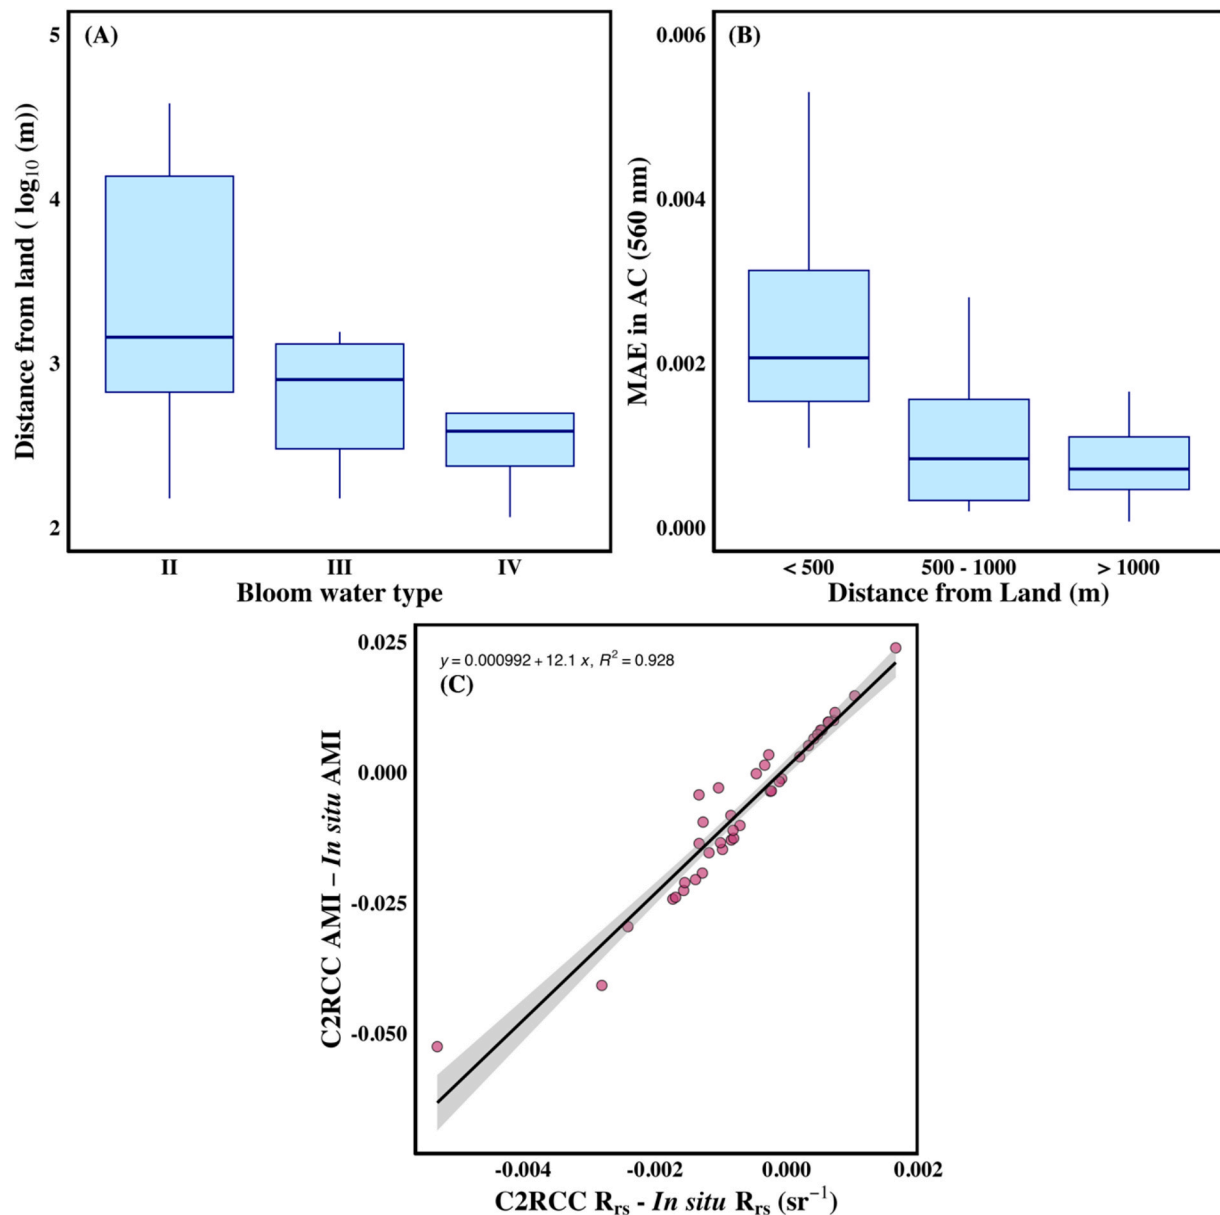 (A)
5
4
3
2
Distance from land ( log₁₀ (m))
II III IV
Bloom water type
(B)
0.006
0.004
0.002
0.000
MAE in AC (560 nm)
< 500 500 - 1000 > 1000
Distance from Land (m)
y = 0.000992 + 12.1 x, R² = 0.928
(C)
0.025
0.000
-0.025
-0.050
C2RCC AMI – In situ AMI
-0.004 -0.002 0.000 0.002
C2RCC Rrs - In situ Rrs (sr⁻¹)